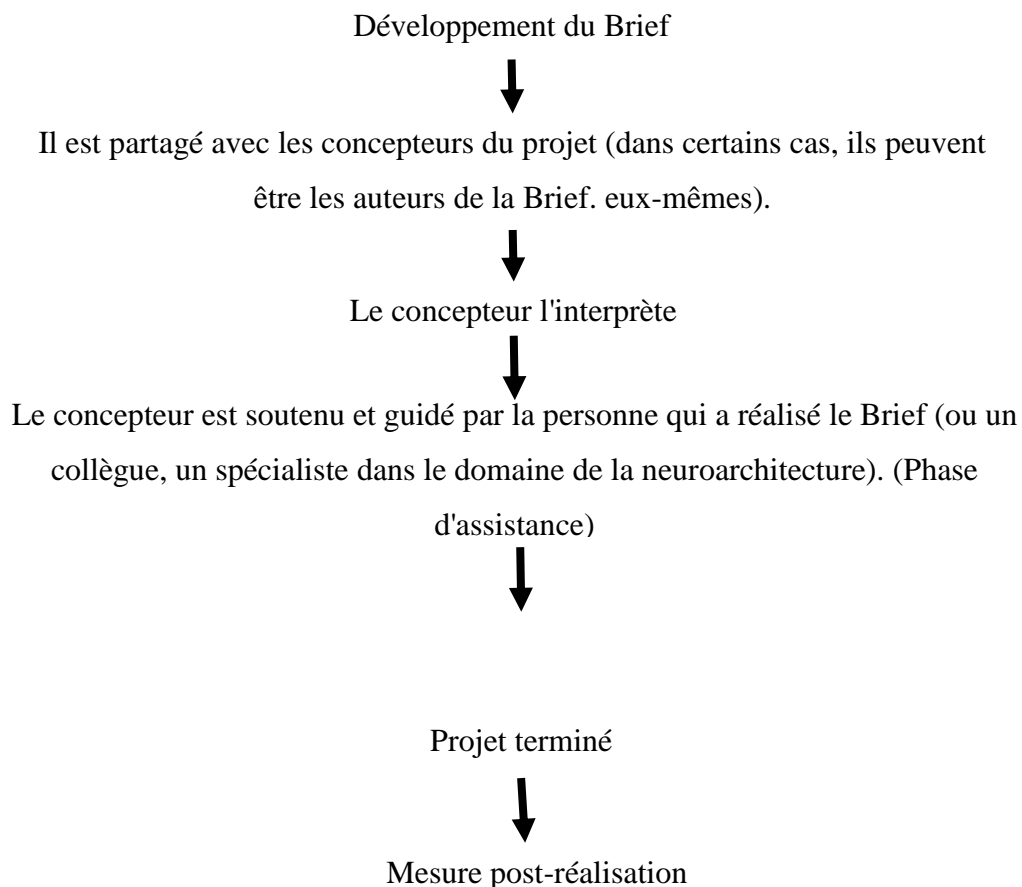 Développement du Brief
Il est partagé avec les concepteurs du projet (dans certains cas, ils peuvent
être les auteurs de la Brief. eux-mêmes).
Le concepteur l'interprète
Le concepteur est soutenu et guidé par la personne qui a réalisé le Brief (ou un
collègue, un spécialiste dans le domaine de la neuroarchitecture). (Phase
d'assistance)
Projet terminé
Mesure post-réalisation